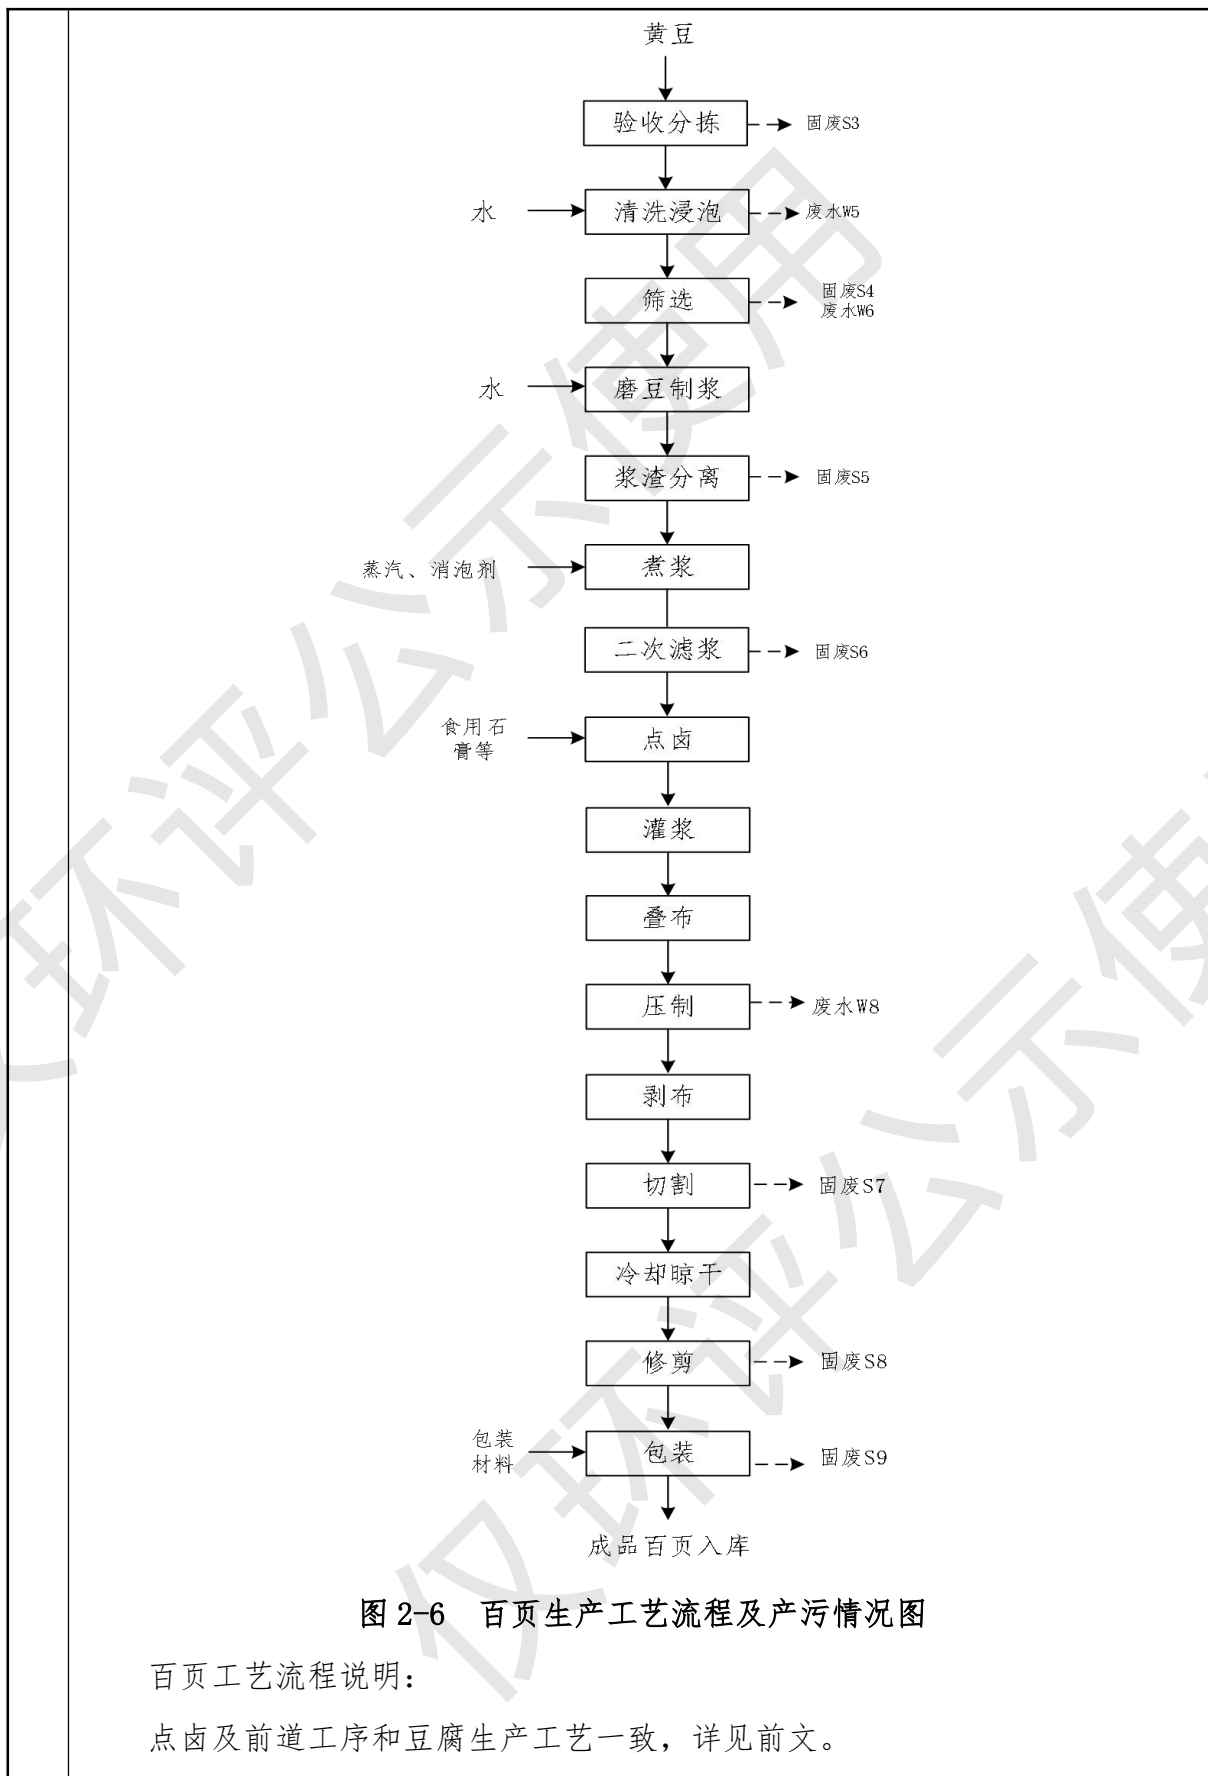 黄豆
验收分拣
固废S3
水
清洗浸泡
废水W5
筛选
固废S4
废水W6
水
磨豆制浆
浆渣分离
固废S5
蒸汽、消泡剂
煮浆
二次滤浆
固废S6
食用石
膏等
点卤
灌浆
叠布
压制
废水W8
剥布
切割
固废S7
冷却晾干
修剪
固废S8
包装
材料
包装
固废S9
成品百页入库
图 2-6 百页生产工艺流程及产污情况图
百页工艺流程说明：
点卤及前道工序和豆腐生产工艺一致，详见前文。
仅环评公示使用
仅环评公示使